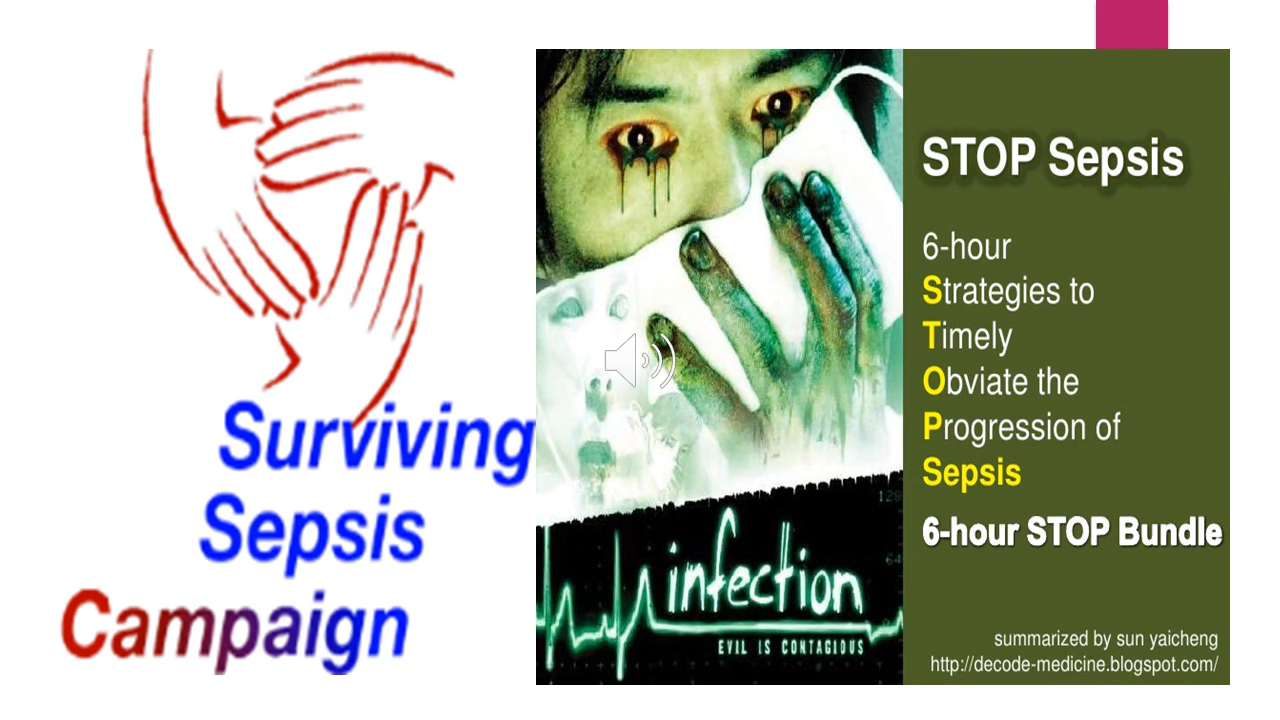 Surviving
Sepsis
Campaign
infection
EVIL IS CONTAGIOUS
STOP Sepsis
6-hour
Strategies to
Timely
Obviate the
Progression of
Sepsis
6-hour STOP Bundle
summarized by sun yaicheng
http://decode-medicine.blogspot.com/